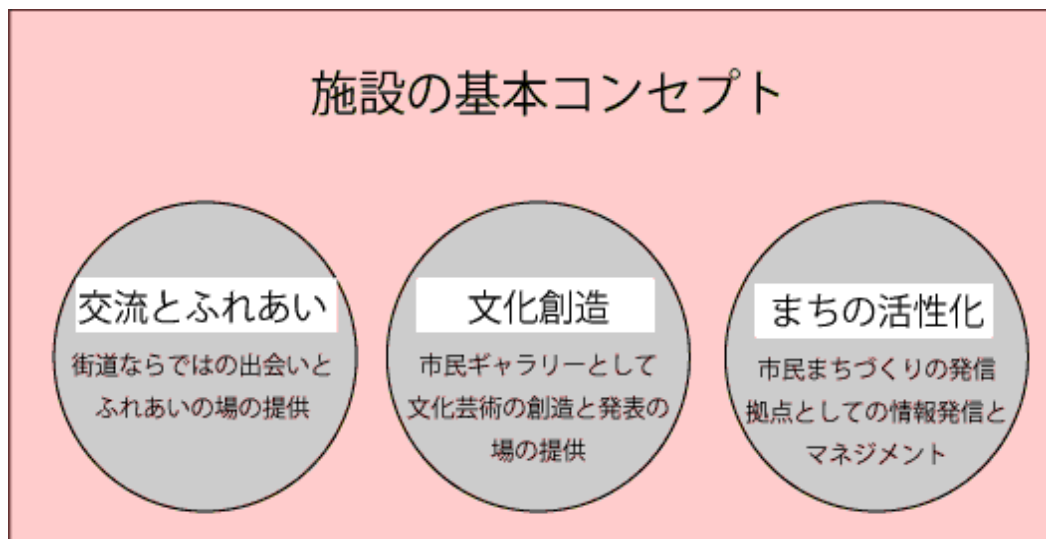 施設の基本コンセプト
交流とふれあい
街道ならではの出会いと
ふれあいの場の提供
文化創造
市民ギャラリーとして
文化芸術の創造と発表の
場の提供
まちの活性化
市民まちづくりの発信
拠点としての情報発信と
マネジメント